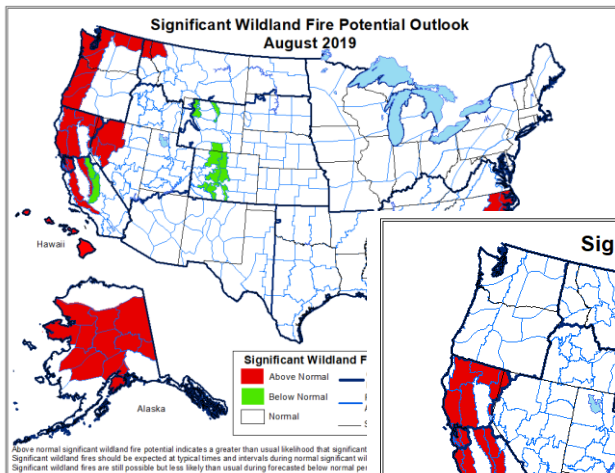 Significant Wildland Fire Potential Outlook
August 2019
Hawaii
Alaska
Significant Wildland F
Above Normal
Below Normal
Normal
Above normal significant wildland fire potential indicates a greater than usual likelihood that significant
Significant wildland fires should be expected at typical times and intervals during normal significant wil
Significant wildland fires are still possible but less likely than usual during forecasted below normal per
Sig